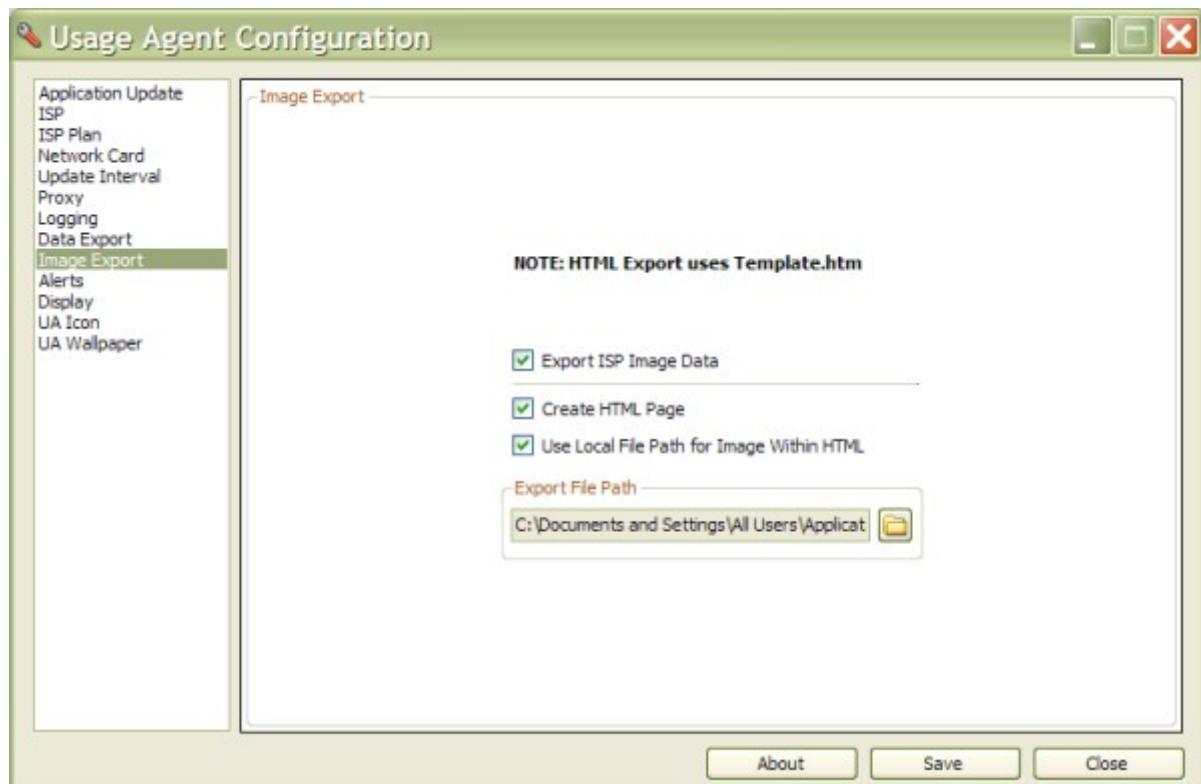 Usage Agent Configuration
Application Update
ISP
ISP Plan
Network Card
Update Interval
Proxy
Logging
Data Export
Image Export
Alerts
Display
UA Icon
UA Wallpaper
Image Export
NOTE: HTML Export uses Template.htm
Export ISP Image Data
Create HTML Page
Use Local File Path for Image Within HTML
Export File Path
C:\Documents and Settings\All Users\Applicat
About
Save
Close